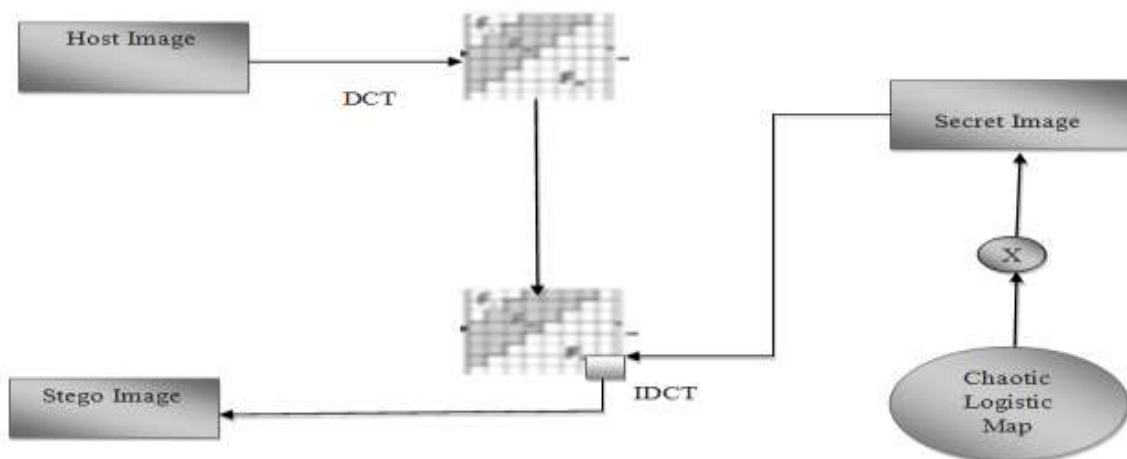 Host Image
DCT
Secret Image
X
IDCT
Stego Image
Chaotic
Logistic
Map